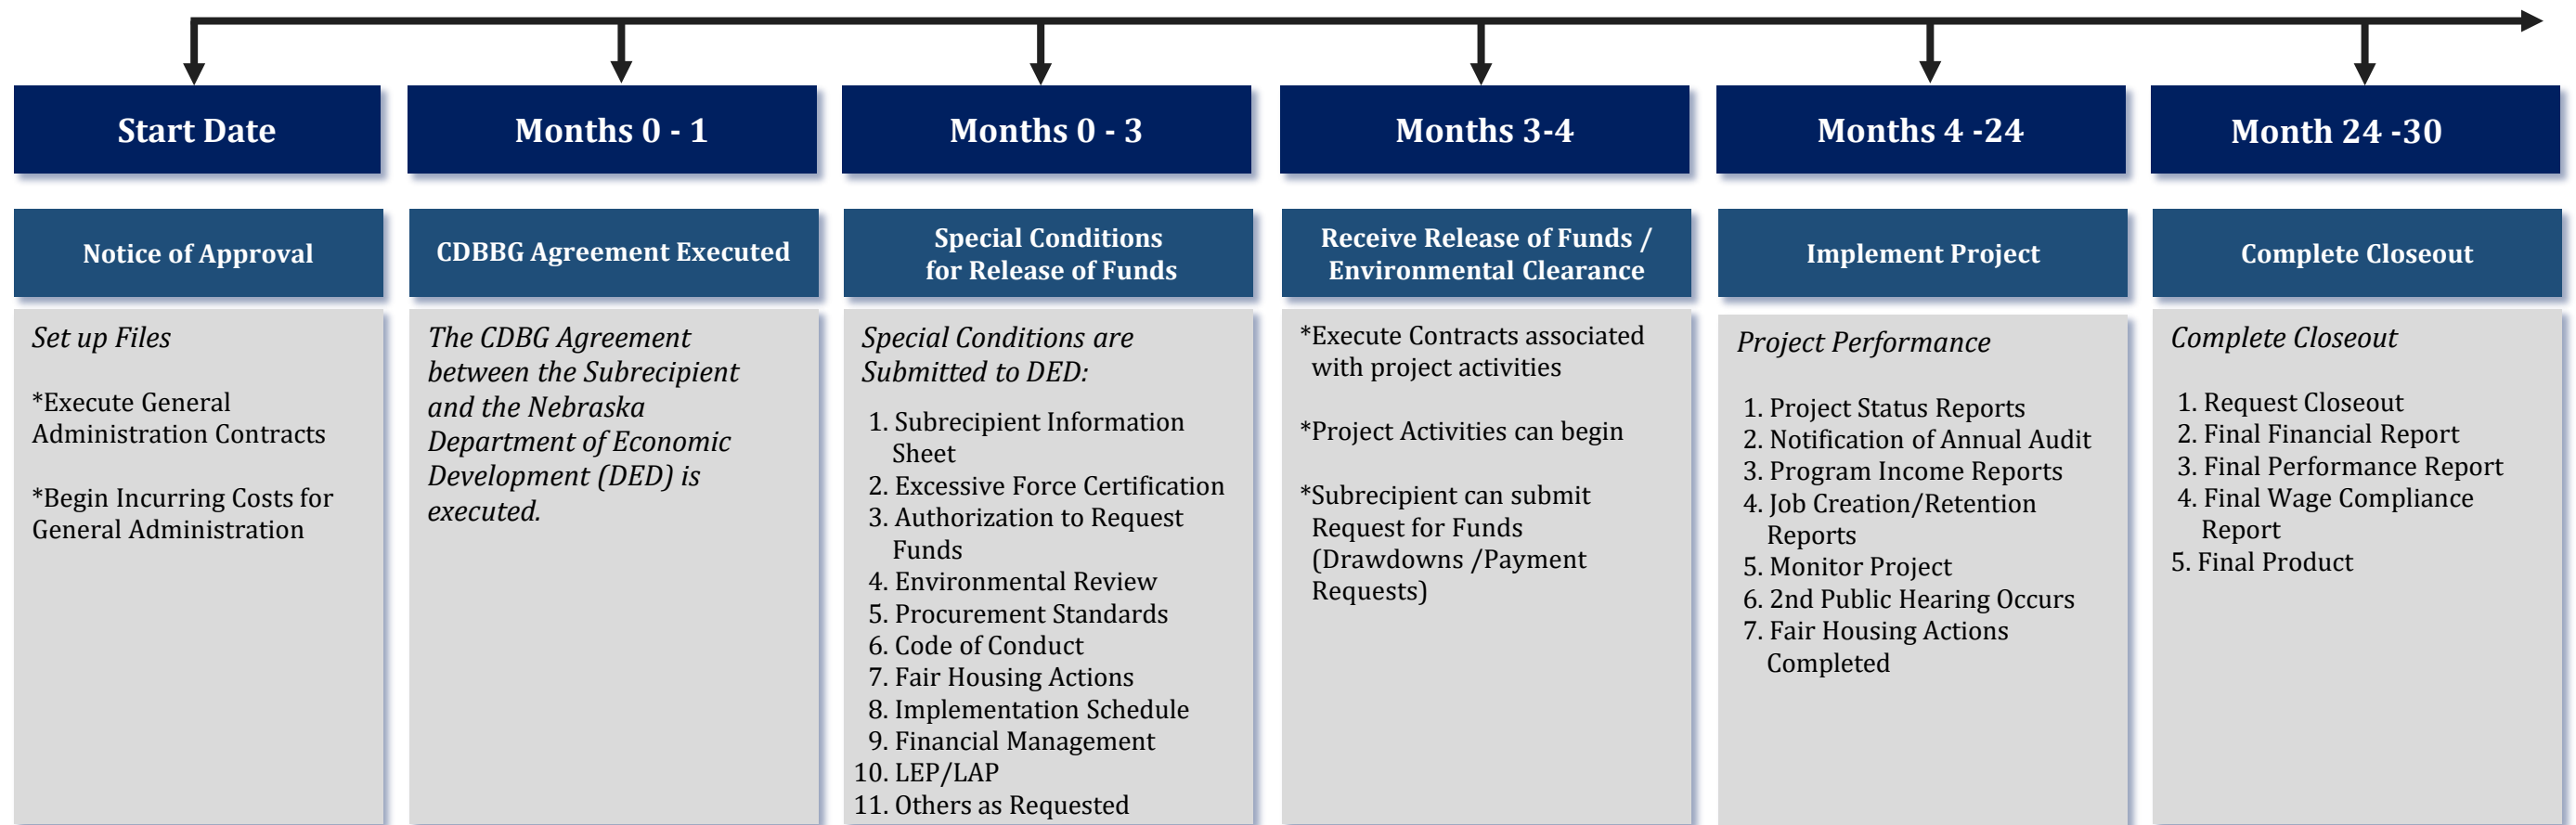 Start Date
Months 0 - 1
Months 0 - 3
Months 3-4
Months 4 -24
Month 24 -30
Notice of Approval
CDBBG Agreement Executed
Special Conditions
for Release of Funds
Receive Release of Funds /
Environmental Clearance
Implement Project
Complete Closeout
Set up Files
*Execute General
Administration Contracts
*Begin Incurring Costs for
General Administration
The CDBG Agreement
between the Subrecipient
and the Nebraska
Department of Economic
Development (DED) is
executed.
Special Conditions are
Submitted to DED:
1. Subrecipient Information
Sheet
2. Excessive Force Certification
3. Authorization to Request
Funds
4. Environmental Review
5. Procurement Standards
6. Code of Conduct
7. Fair Housing Actions
8. Implementation Schedule
9. Financial Management
10. LEP/LAP
11. Others as Requested
*Execute Contracts associated
with project activities
*Project Activities can begin
*Subrecipient can submit
Request for Funds
(Drawdowns /Payment
Requests)
Project Performance
1. Project Status Reports
2. Notification of Annual Audit
3. Program Income Reports
4. Job Creation/Retention
Reports
5. Monitor Project
6. 2nd Public Hearing Occurs
7. Fair Housing Actions
Completed
Complete Closeout
1. Request Closeout
2. Final Financial Report
3. Final Performance Report
4. Final Wage Compliance
Report
5. Final Product